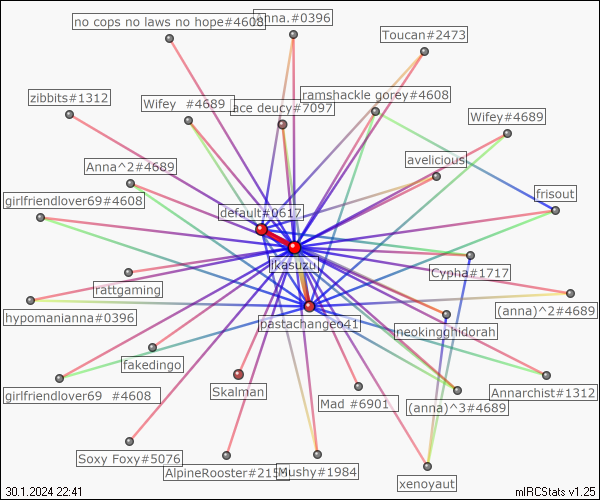 no cops no laws no hope#4608
anna.#0396
Toucan#2473
zibbits#1312
Wifey  #4689
ace deucy#7097
ramshackle gorey#4608
Wifey#4689
Anna^2#4689
avelicious
girlfriendlover69#4608
default#0617
frisout
ikasuzu
Cypha#1717
rattgaming
hypomanianna#0396
pastachangeo41
neokingghidorah
(anna)^2#4689
fakedingo
girlfriendlover69  #4608
Skalman
Mad #6901
(anna)^3#4689
Annarchist#1312
Soxy Foxy#5076
AlpineRooster#215
Mushy#1984
xenoyaut
30.1.2024 22:41
mIRCStats v1.25